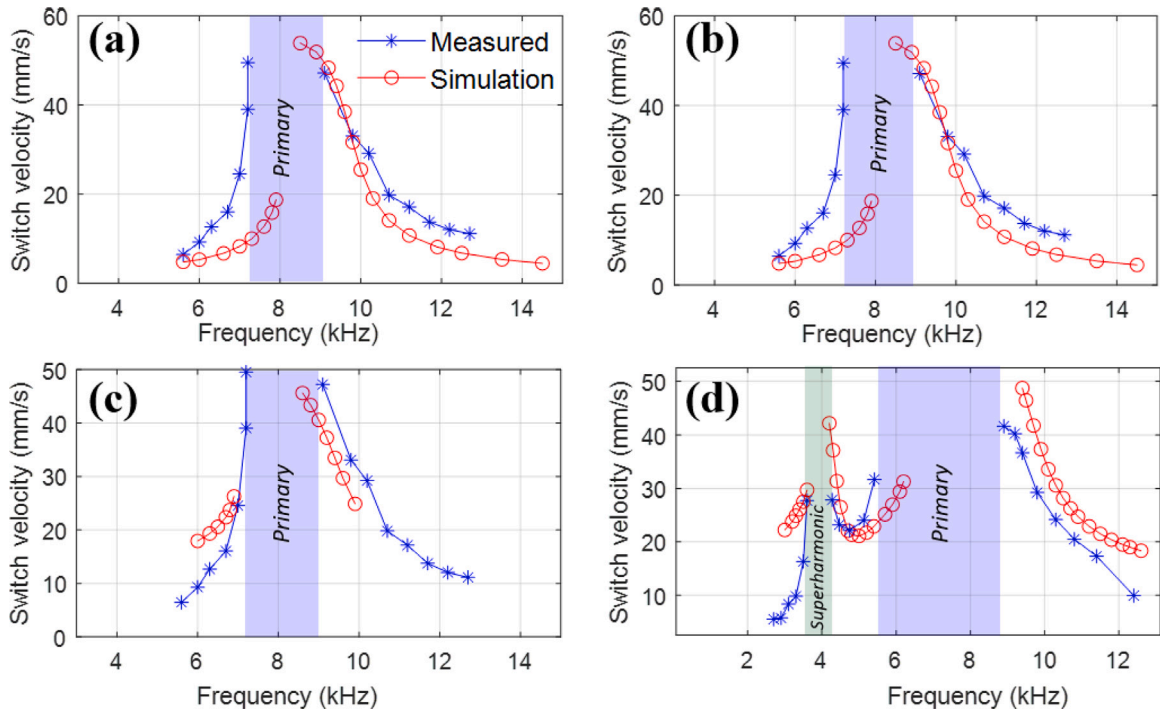 (a)
Measured
Simulation
Primary
Switch velocity (mm/s)
60
40
20
0
4 6 8 10 12 14
Frequency (kHz)
(b)
Primary
Switch velocity (mm/s)
60
40
20
0
4 6 8 10 12 14
Frequency (kHz)
(c)
Primary
Switch velocity (mm/s)
50
40
30
20
10
0
4 6 8 10 12 14
Frequency (kHz)
(d)
Superharmonic
Primary
Switch velocity (mm/s)
50
40
30
20
10
2 4 6 8 10 12
Frequency (kHz)